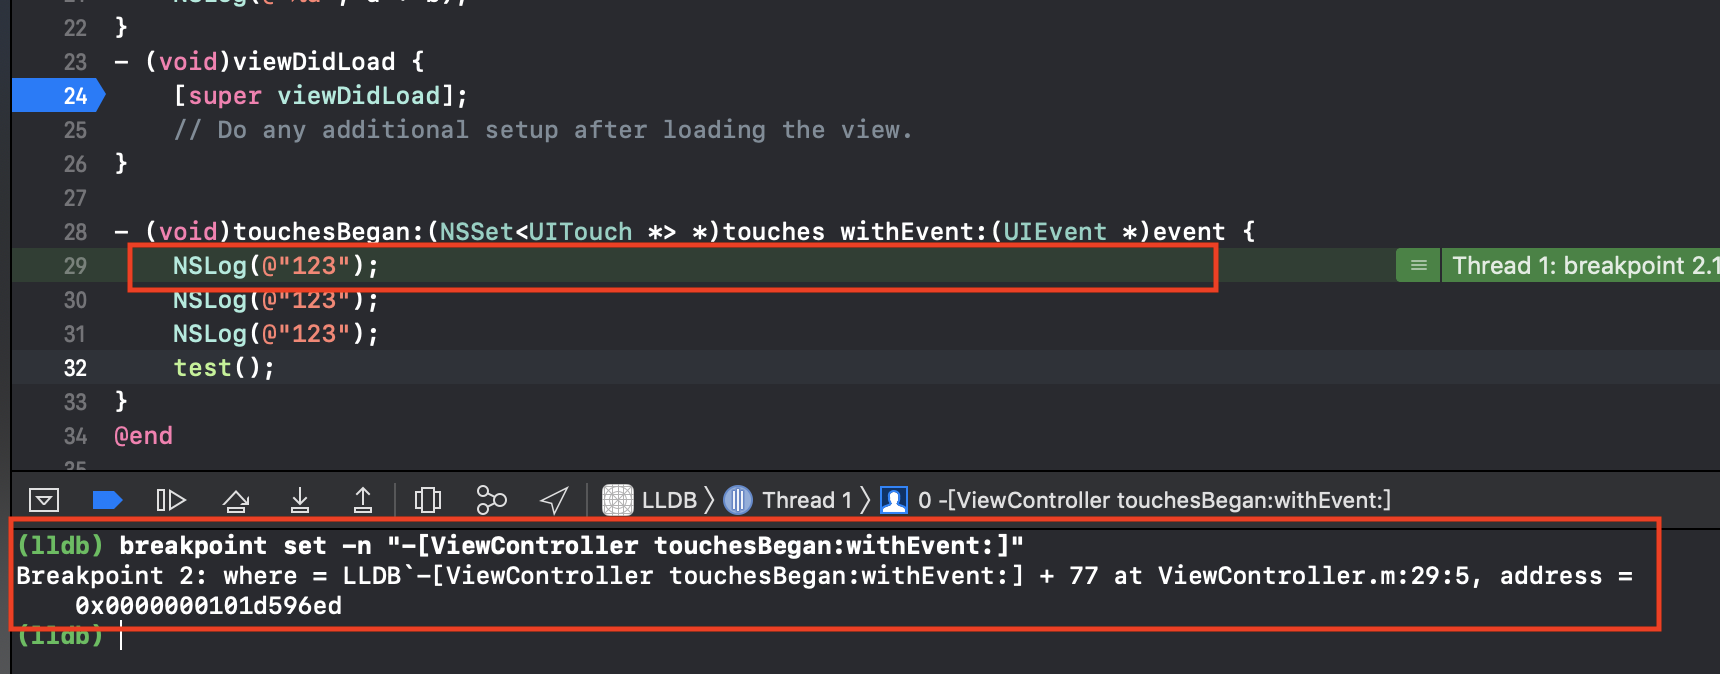 22 }
23 - (void)viewDidLoad {
24 [super viewDidLoad];
25 // Do any additional setup after loading the view.
26 }
27
28 - (void)touchesBegan:(NSSet<UITouch *> *)touches withEvent:(UIEvent *)event {
29 NSLog(@"123"); Thread 1: breakpoint 2.1
30 NSLog(@"123");
31 NSLog(@"123");
32 test();
33 }
34 @end
35
LLDB 〉 Thread 1 〉 0 -[ViewController touchesBegan:withEvent:]
(lldb) breakpoint set -n "-[ViewController touchesBegan:withEvent:]"
Breakpoint 2: where = LLDB`-[ViewController touchesBegan:withEvent:] + 77 at ViewController.m:29:5, address =
0x0000000101d596ed
(lldb)